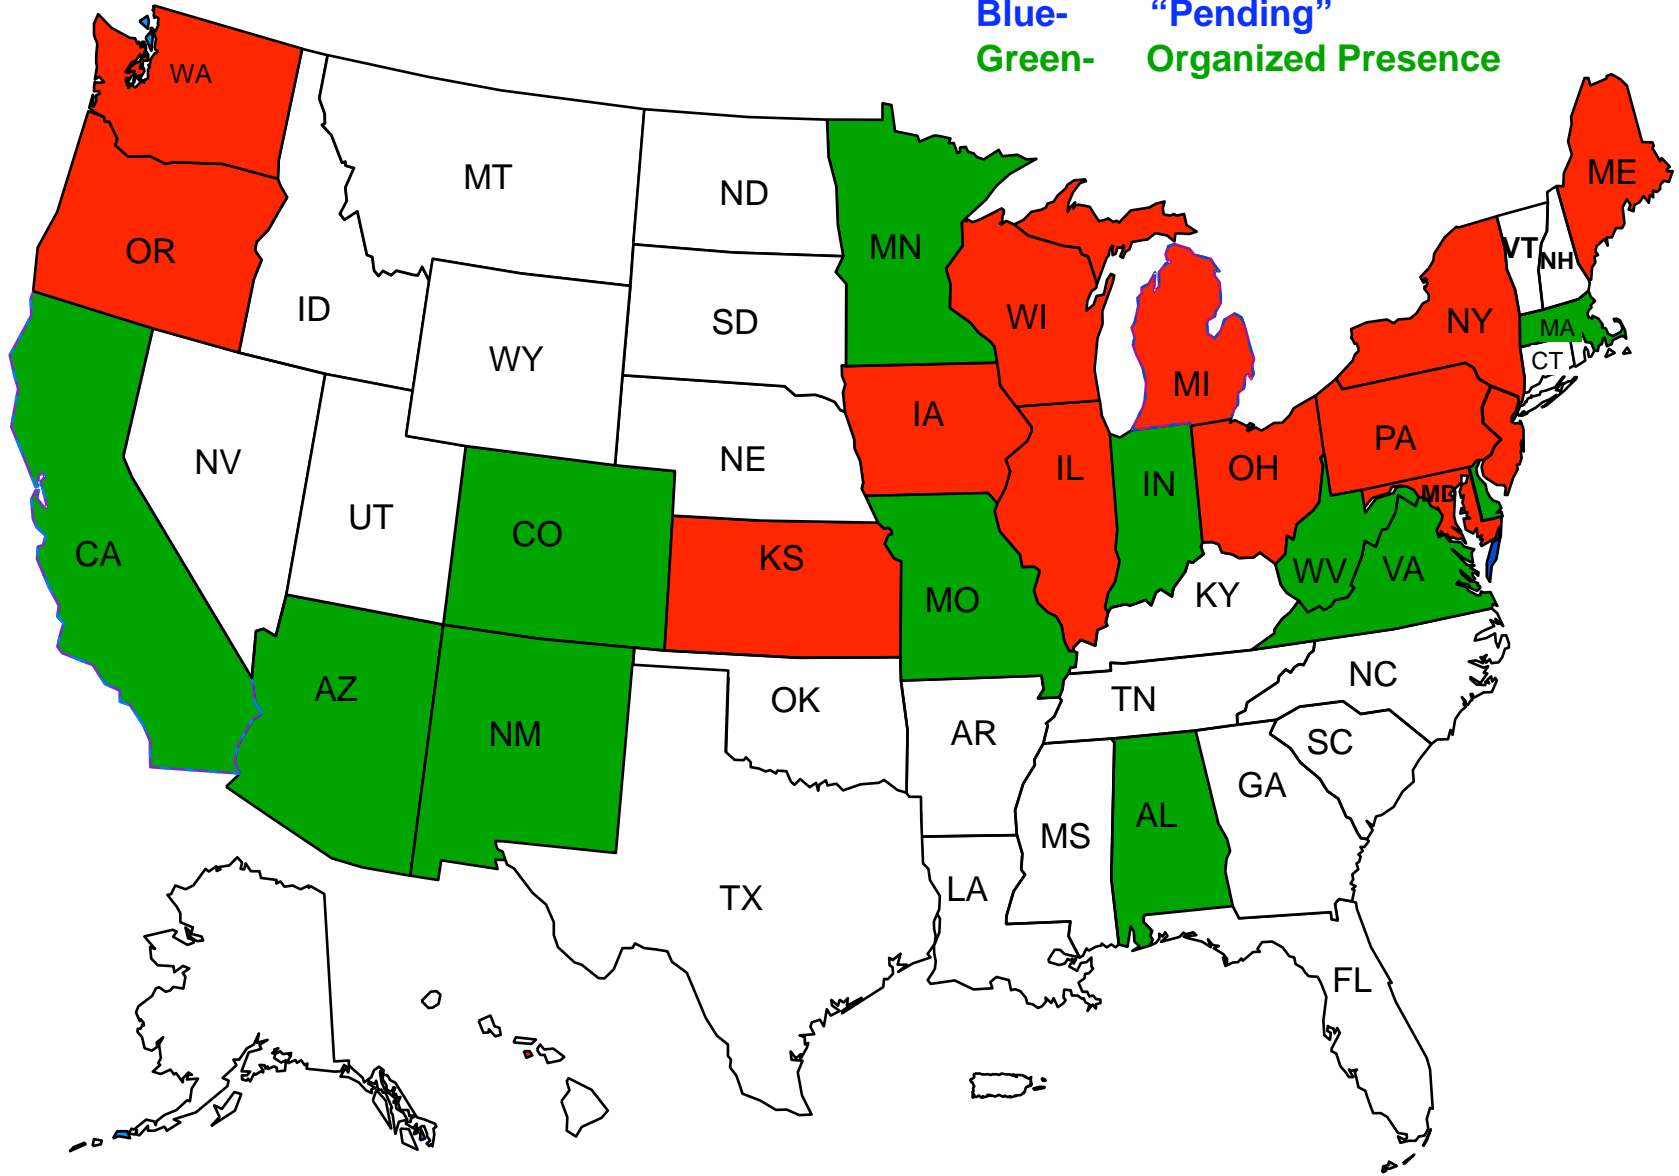 Blue- “Pending”
Green- Organized Presence
WA
ME
MT
ND
OR
MN
VT
NH
ID
SD
WI
NY
MA
WY
CT
MI
IA
PA
NV
NE
IL
IN
OH
MD
UT
CO
CA
KS
WV
VA
MO
KY
AZ
NC
OK
TN
NM
AR
SC
GA
MS
AL
TX
LA
FL